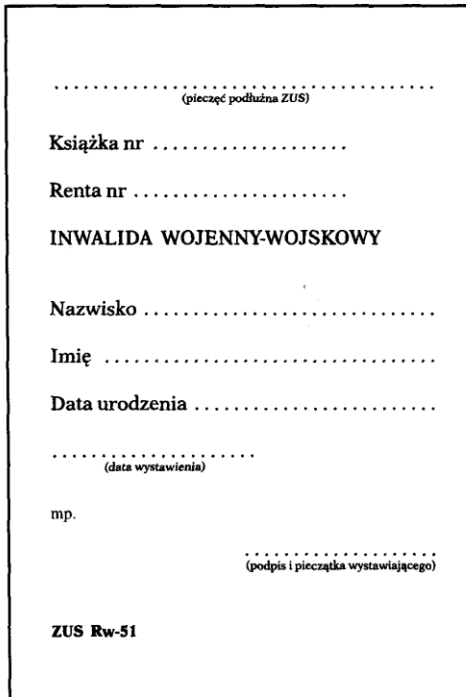 ........................................
(pieczęć podłużna ZUS)
Książka nr ....................
Renta nr ......................
INWALIDA WOJENNY-WOJSKOWY
Nazwisko ..............................
Imię ..................................
Data urodzenia .........................
.....................
(data wystawienia)
mp.
....................
(podpis i pieczątka wystawiającego)
ZUS Rw-51